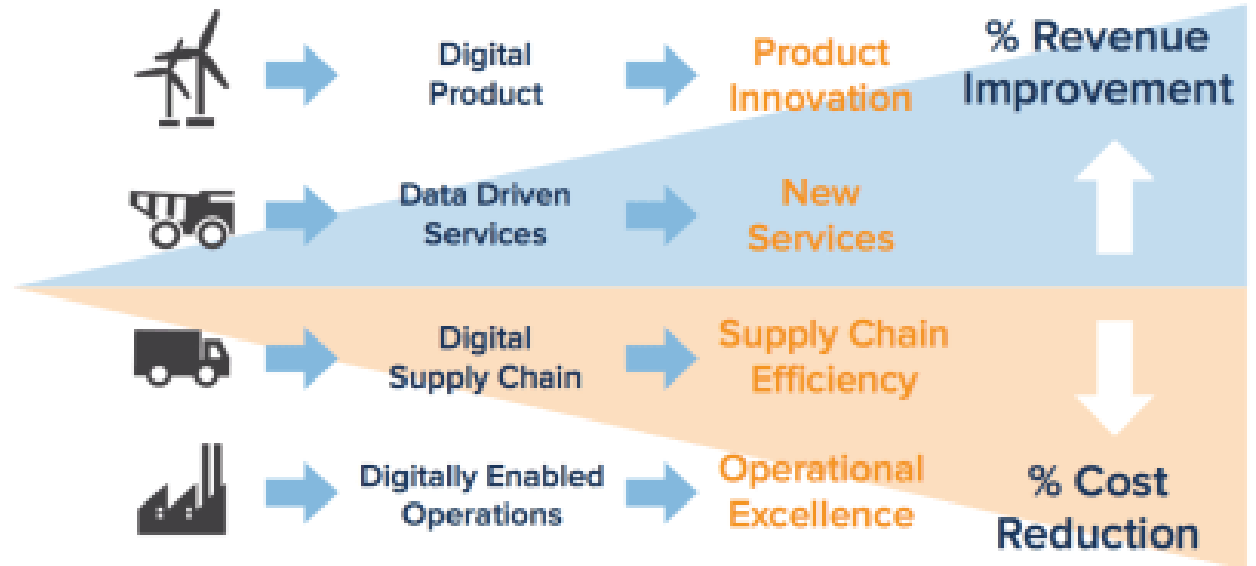 Digital
Product
Product
Innovation
% Revenue
Improvement
Data Driven
Services
New
Services
Digital
Supply Chain
Supply Chain
Efficiency
Digitally Enabled
Operations
Operational
Excellence
% Cost
Reduction